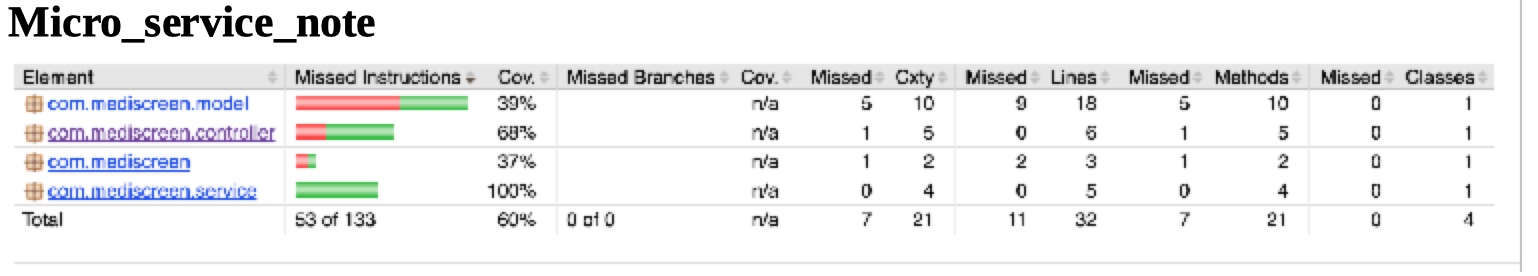 Micro_service_note
Element Missed Instructions Cov. Missed Branches Cov. Missed Cxty Missed Lines Missed Methods Missed Classes
com.mediscreen.model 39% n/a 5 10 9 18 5 10 0 1
com.mediscreen.controller 68% n/a 1 5 0 6 1 5 0 1
com.mediscreen 37% n/a 1 2 2 3 1 2 0 1
com.mediscreen.service 100% n/a 0 4 0 5 0 4 0 1
Total 53 of 133 60% 0 of 0 n/a 7 21 11 32 7 21 0 4